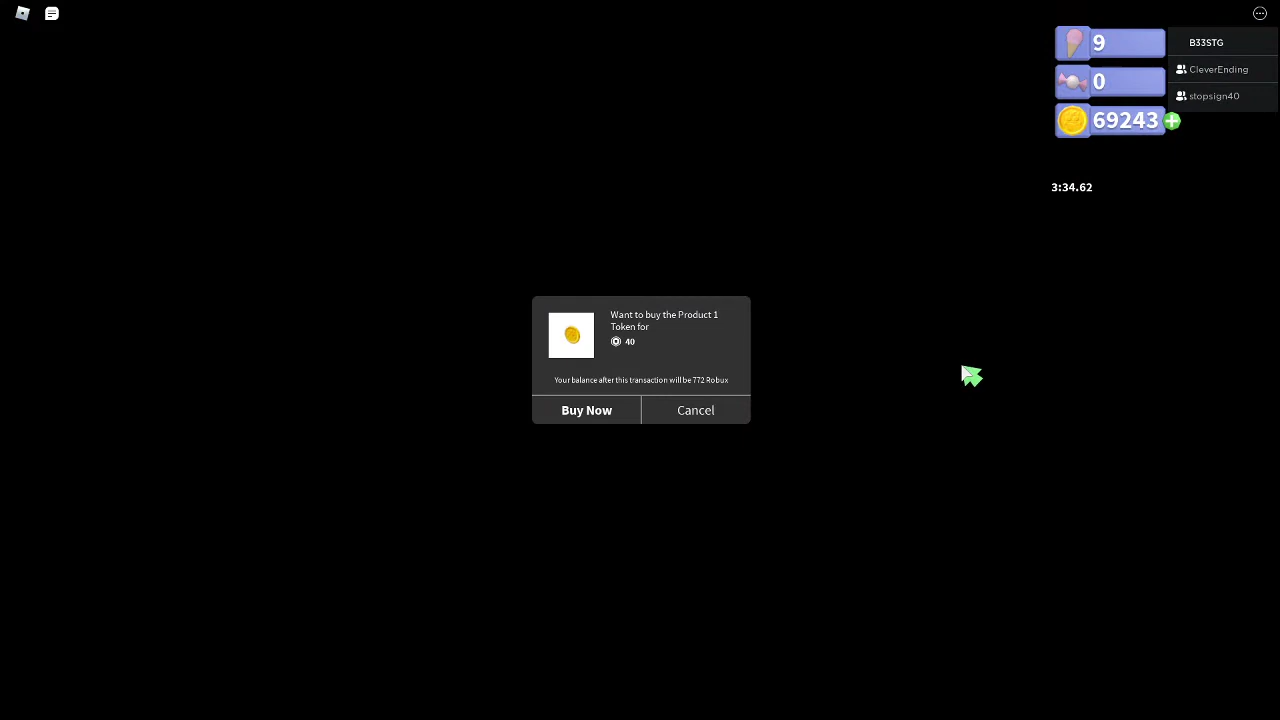 9
B33STG
CleverEnding
0
stopsign40
69243
3:34.62
Want to buy the Product 1
Token for
40
Your balance after this transaction will be 772 Robux
Buy Now
Cancel